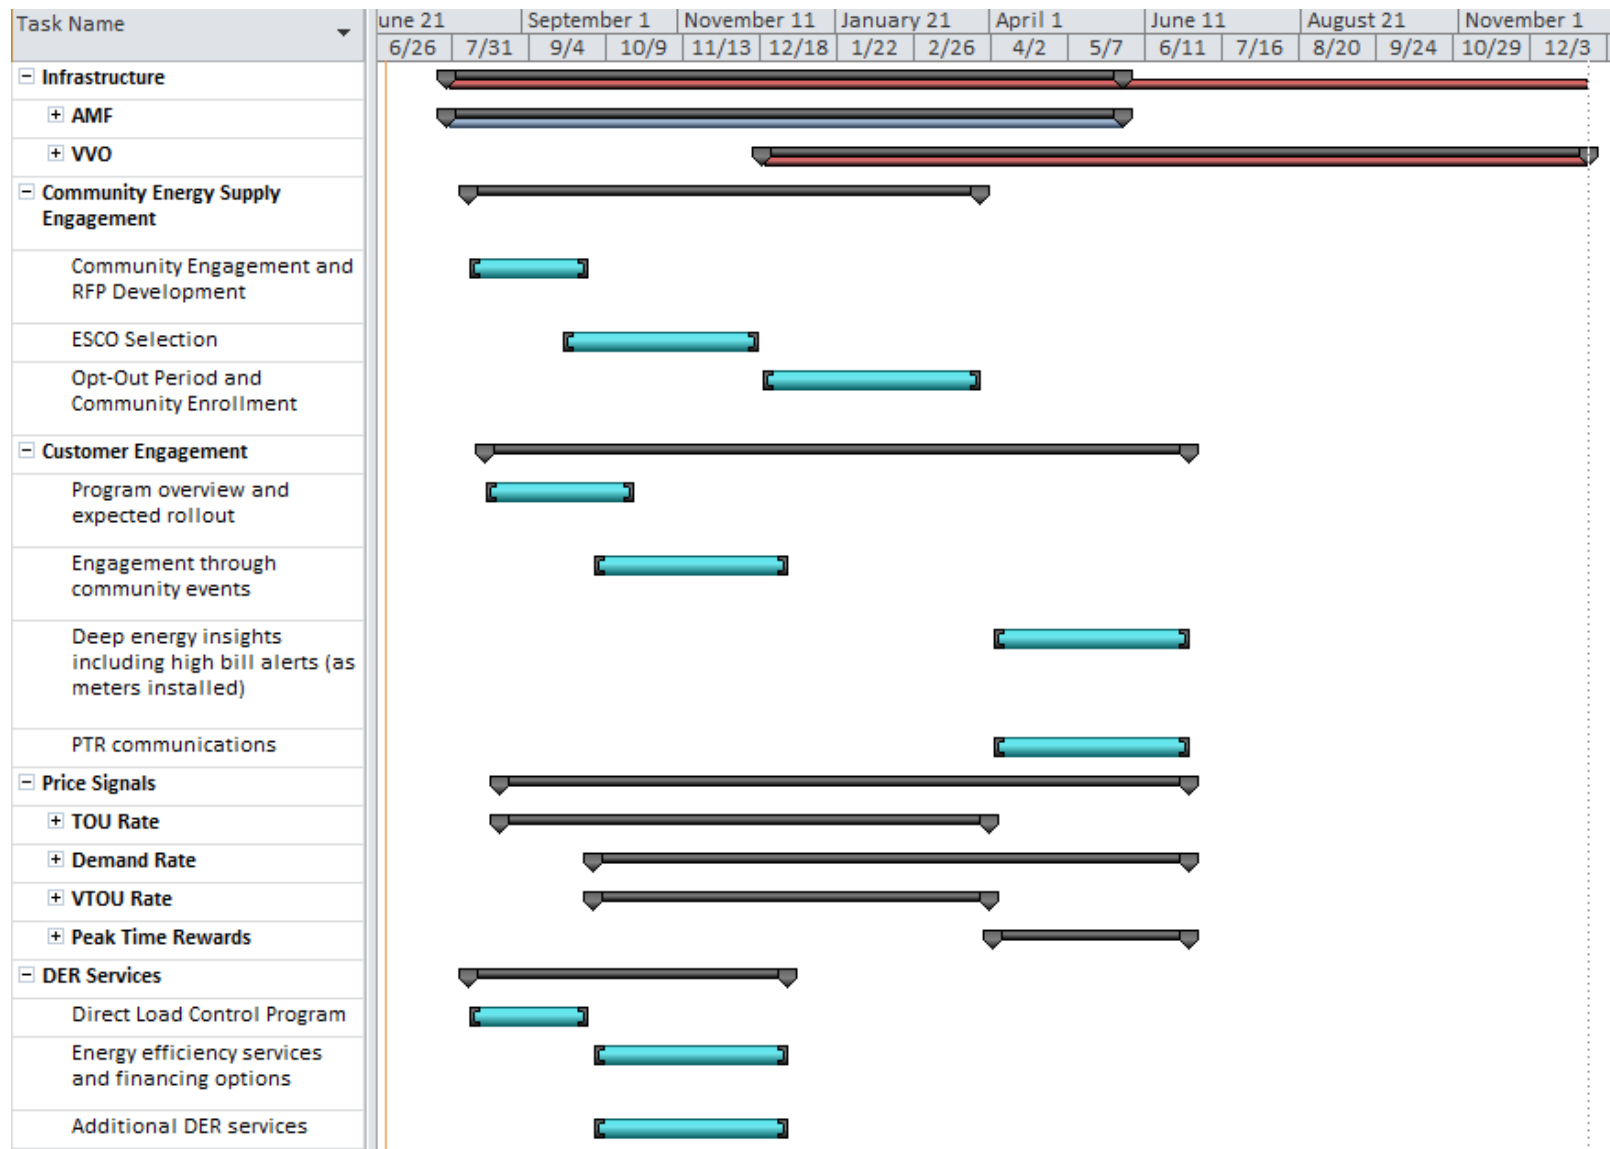 Task Name
une 21 September 1 November 11 January 21 April 1 June 11 August 21 November 1
6/26 7/31 9/4 10/9 11/13 12/18 1/22 2/26 4/2 5/7 6/11 7/16 8/20 9/24 10/29 12/3
Infrastructure
AMF
VVO
Community Energy Supply
Engagement
Community Engagement and
RFP Development
ESCO Selection
Opt-Out Period and
Community Enrollment
Customer Engagement
Program overview and
expected rollout
Engagement through
community events
Deep energy insights
including high bill alerts (as
meters installed)
PTR communications
Price Signals
TOU Rate
Demand Rate
VTOU Rate
Peak Time Rewards
DER Services
Direct Load Control Program
Energy efficiency services
and financing options
Additional DER services